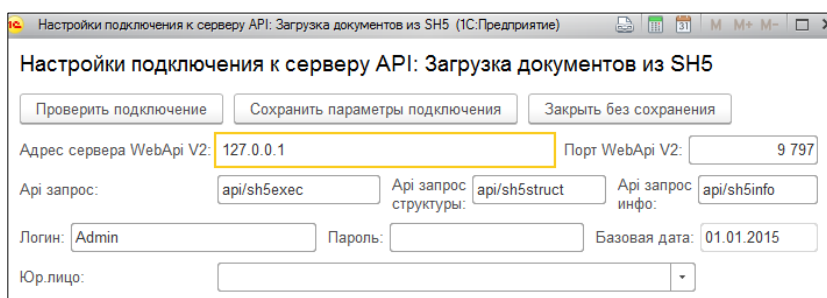 1С Настройки подключения к серверу API: Загрузка документов из SH5 (1С:Предприятие) 31 M M+ M-
Настройки подключения к серверу API: Загрузка документов из SH5
Проверить подключение Сохранить параметры подключения Закрыть без сохранения
Адрес сервера WebApi V2: 127.0.0.1 Порт WebApi V2: 9 797
Api запрос: api/sh5exec Api запрос структуры: api/sh5struct Api запрос инфо: api/sh5info
Логин: Admin Пароль: Базовая дата: 01.01.2015
Юр.лицо: